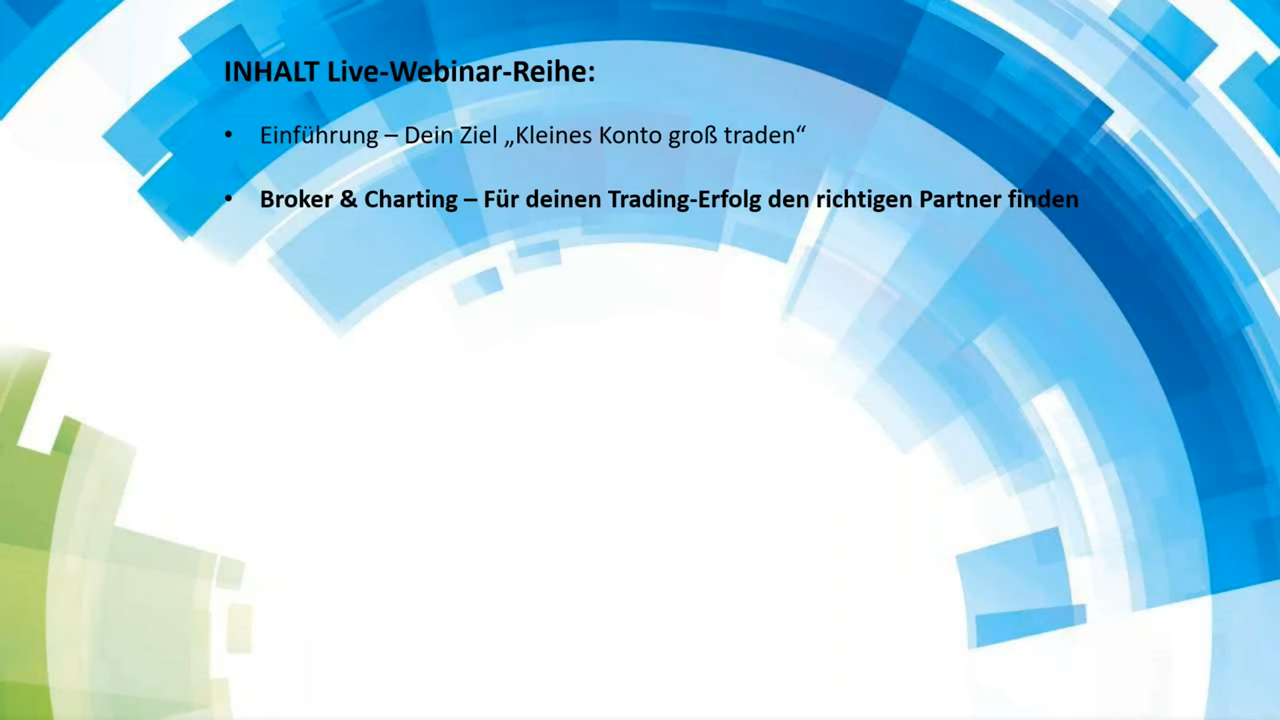 INHALT Live-Webinar-Reihe:
• Einführung – Dein Ziel „Kleines Konto groß traden“
• Broker & Charting – Für deinen Trading-Erfolg den richtigen Partner finden